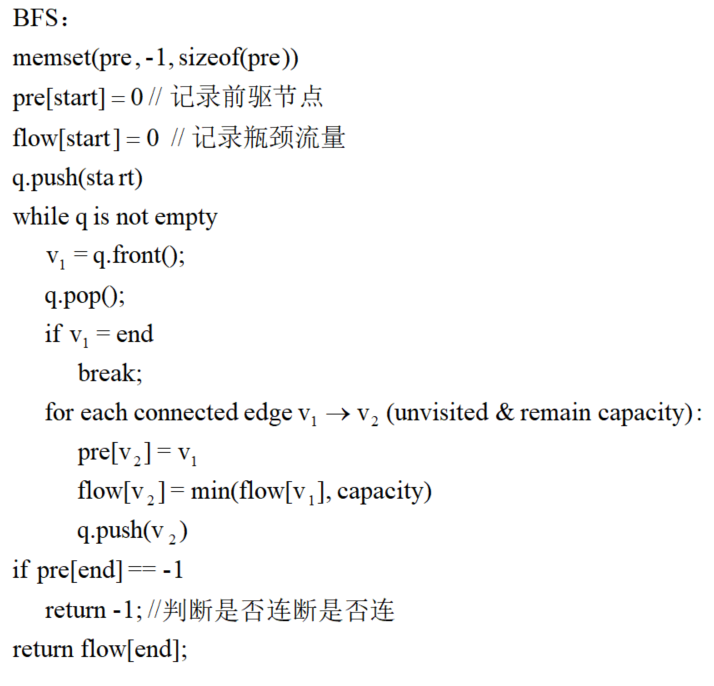 BFS：
memset(pre,-1,sizeof(pre))
pre[start] = 0 // 记录前驱节点
flow[start] = 0 // 记录瓶颈流量
q.push(sta rt)
while q is not empty
v₁ = q.front();
q.pop();
if v₁ = end
break;
for each connected edge v₁ → v₂ (unvisited & remain capacity) :
pre[v₂] = v₁
flow[v₂] = min(flow[v₁], capacity)
q.push(v₂)
if pre[end] == -1
return -1; //判断是否连断是否连
return flow[end];